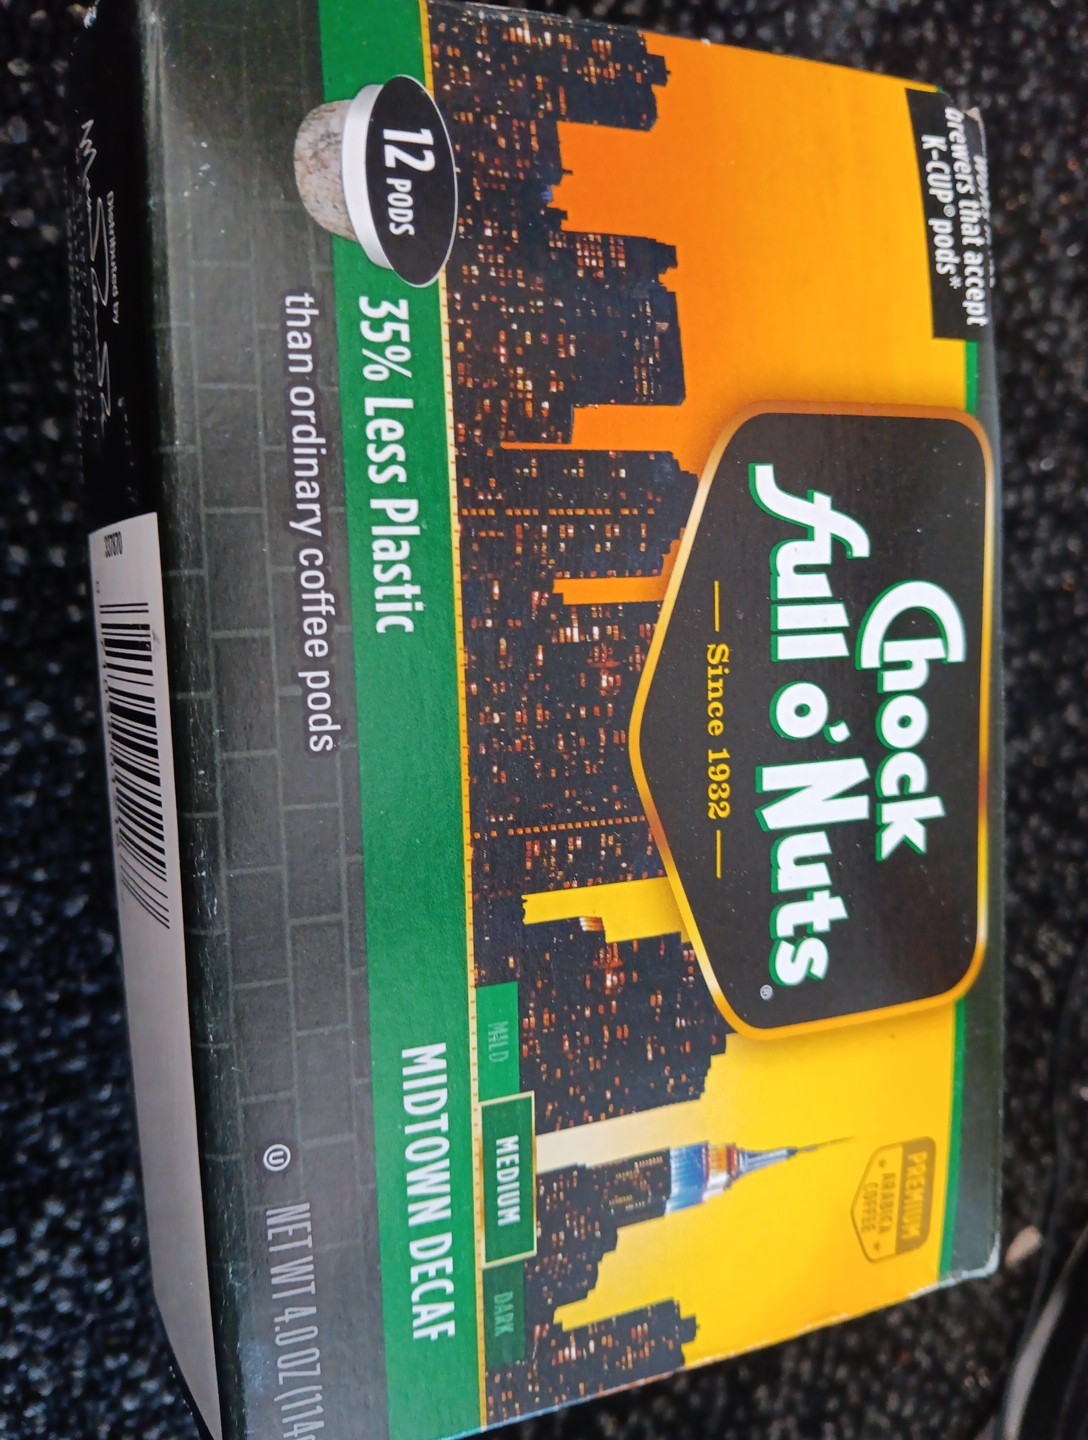 brewers that accept
K-CUP® pods*
Chock
full o' Nuts®
Since 1932
PREMIUM
ARABICA
COFFEE
MILD
MEDIUM
DARK
12 PODS
35% Less Plastic
MIDTOWN DECAF
than ordinary coffee pods
U NET WT 4.0 OZ (114
Distributed by